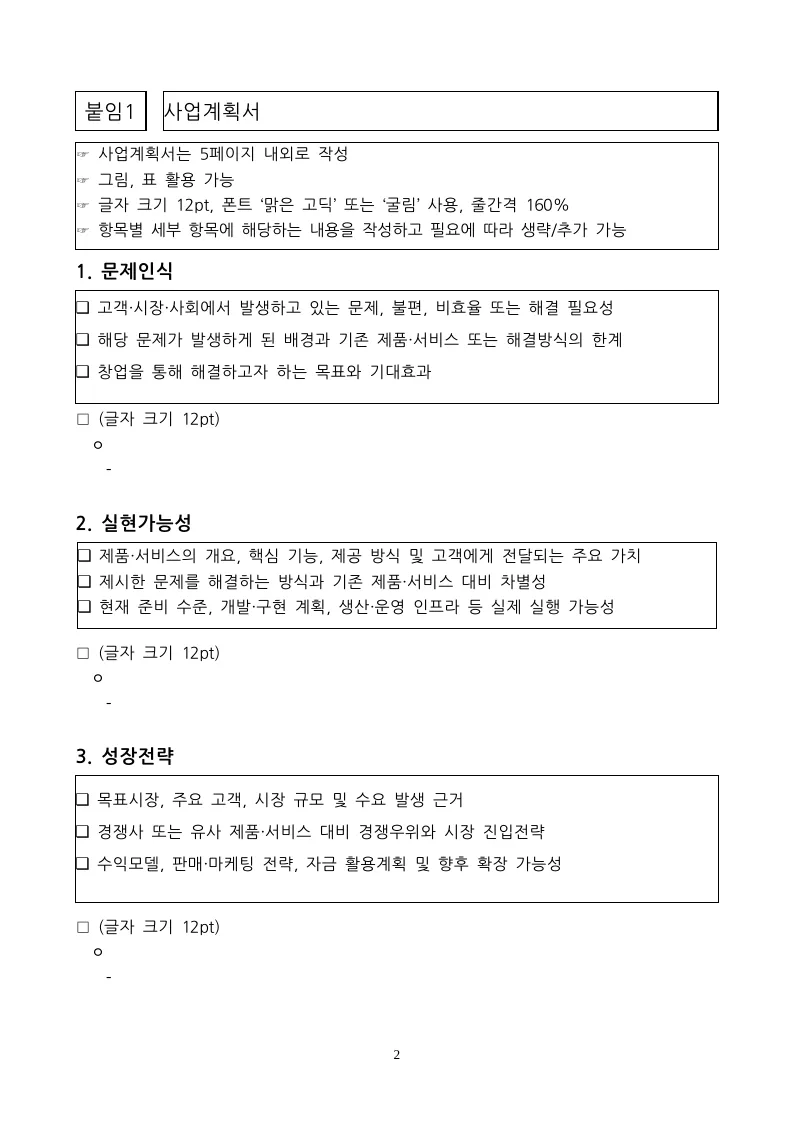 붙임1 사업계획서
☞ 사업계획서는 5페이지 내외로 작성
☞ 그림, 표 활용 가능
☞ 글자 크기 12pt, 폰트 ‘맑은 고딕’ 또는 ‘굴림’ 사용, 줄간격 160%
☞ 항목별 세부 항목에 해당하는 내용을 작성하고 필요에 따라 생략/추가 가능
1. 문제인식
❑ 고객·시장·사회에서 발생하고 있는 문제, 불편, 비효율 또는 해결 필요성
❑ 해당 문제가 발생하게 된 배경과 기존 제품·서비스 또는 해결방식의 한계
❑ 창업을 통해 해결하고자 하는 목표와 기대효과
□ (글자 크기 12pt)
ㅇ
-
2. 실현가능성
❑ 제품·서비스의 개요, 핵심 기능, 제공 방식 및 고객에게 전달되는 주요 가치
❑ 제시한 문제를 해결하는 방식과 기존 제품·서비스 대비 차별성
❑ 현재 준비 수준, 개발·구현 계획, 생산·운영 인프라 등 실제 실행 가능성
□ (글자 크기 12pt)
ㅇ
-
3. 성장전략
❑ 목표시장, 주요 고객, 시장 규모 및 수요 발생 근거
❑ 경쟁사 또는 유사 제품·서비스 대비 경쟁우위와 시장 진입전략
❑ 수익모델, 판매·마케팅 전략, 자금 활용계획 및 향후 확장 가능성
□ (글자 크기 12pt)
ㅇ
-
2